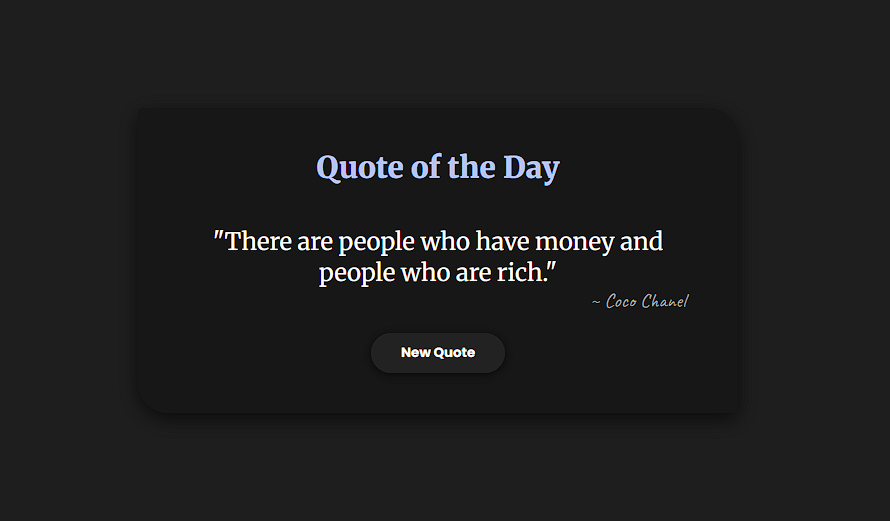 Quote of the Day
"There are people who have money and
people who are rich."
~ Coco Chanel
New Quote